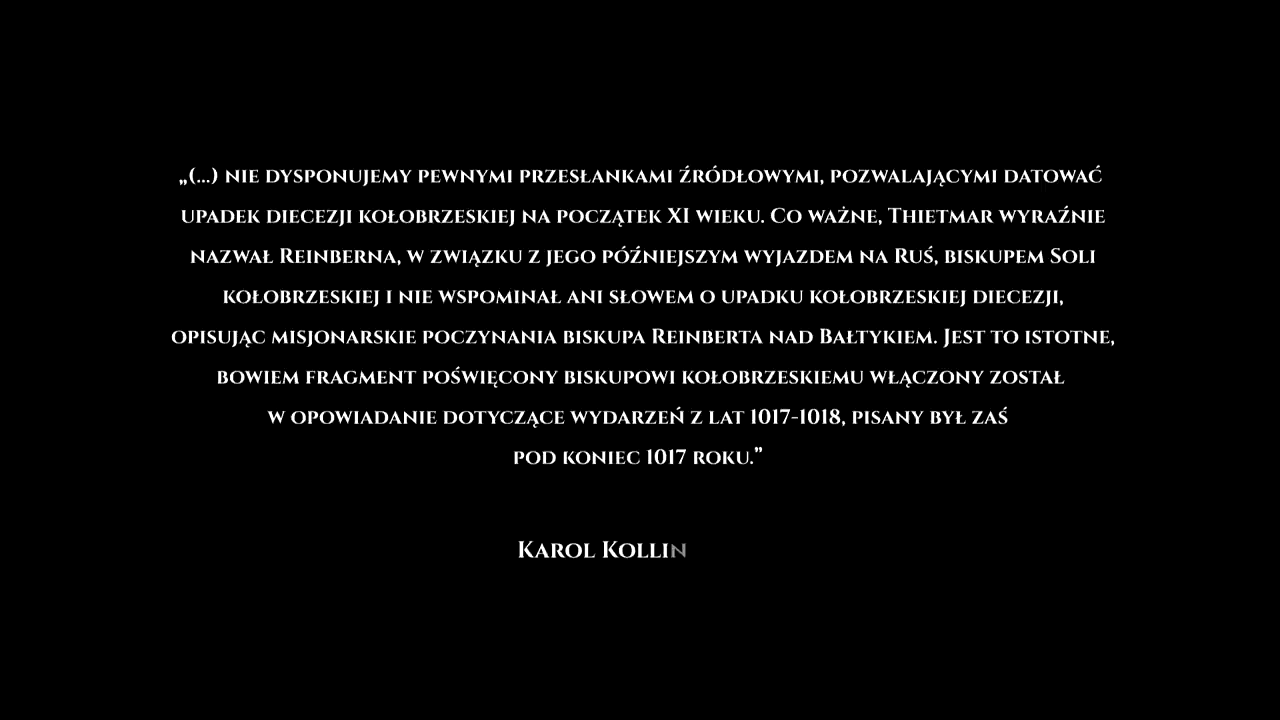 „(...) nie dysponujemy pewnymi przesłankami źródłowymi, pozwalającymi datować
upadek diecezji kołobrzeskiej na początek XI wieku. Co ważne, Thietmar wyraźnie
nazwał Reinberna, w związku z jego późniejszym wyjazdem na Ruś, biskupem Soli
kołobrzeskiej i nie wspominał ani słowem o upadku kołobrzeskiej diecezji,
opisując misjonarskie poczynania biskupa Reinberta nad Bałtykiem. Jest to istotne,
bowiem fragment poświęcony biskupowi kołobrzeskiemu włączony został
w opowiadanie dotyczące wydarzeń z lat 1017-1018, pisany był zaś
pod koniec 1017 roku.”
Karol Kollin